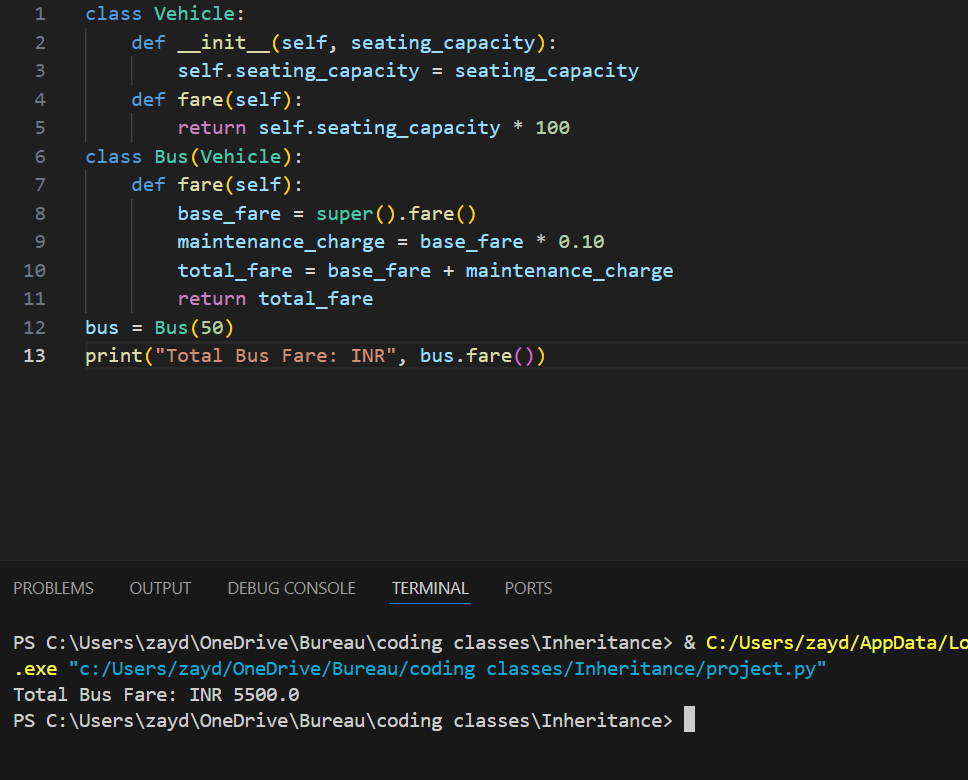 1 class Vehicle:
2     def __init__(self, seating_capacity):
3         self.seating_capacity = seating_capacity
4     def fare(self):
5         return self.seating_capacity * 100
6 class Bus(Vehicle):
7     def fare(self):
8         base_fare = super().fare()
9         maintenance_charge = base_fare * 0.10
10         total_fare = base_fare + maintenance_charge
11         return total_fare
12 bus = Bus(50)
13 print("Total Bus Fare: INR", bus.fare())
PROBLEMS OUTPUT DEBUG CONSOLE TERMINAL PORTS
PS C:\Users\zayd\OneDrive\Bureau\coding classes\Inheritance> & C:/Users/zayd/AppData/Lo
.exe "c:/Users/zayd/OneDrive/Bureau/coding classes/Inheritance/project.py"
Total Bus Fare: INR 5500.0
PS C:\Users\zayd\OneDrive\Bureau\coding classes\Inheritance>